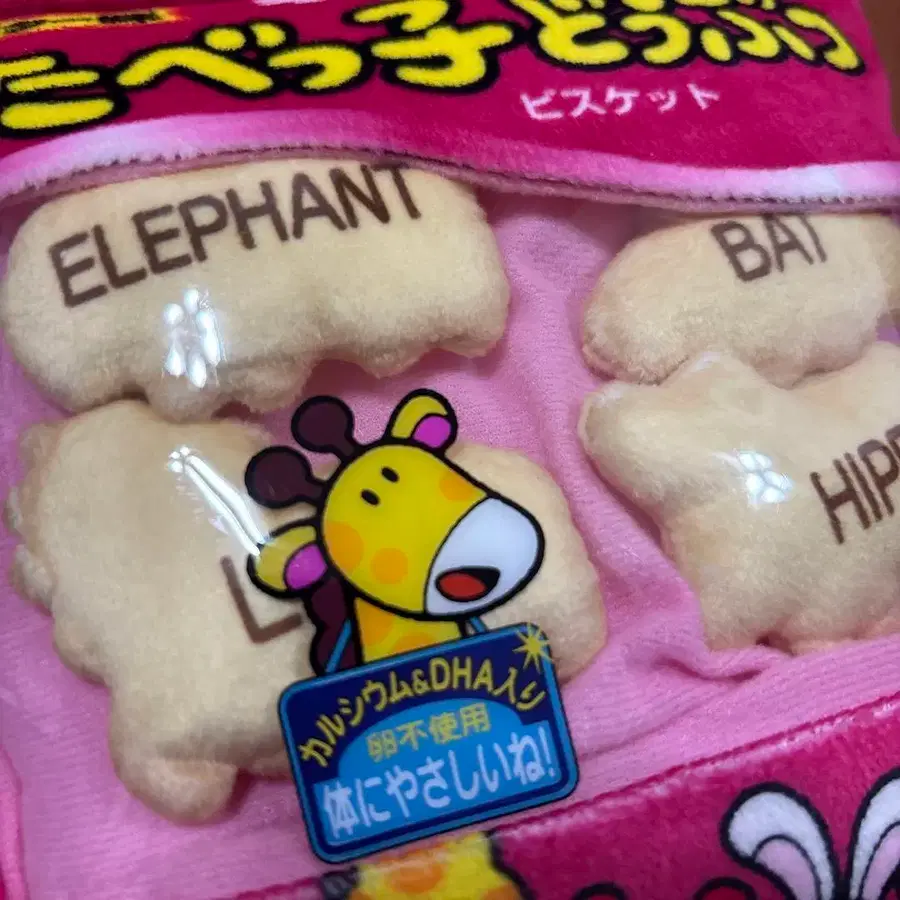 たべっ子どうぶつ
ビスケット
ELEPHANT
BAT
L
HIPP
カルシウム&DHA入り
卵不使用
体にやさしいね!